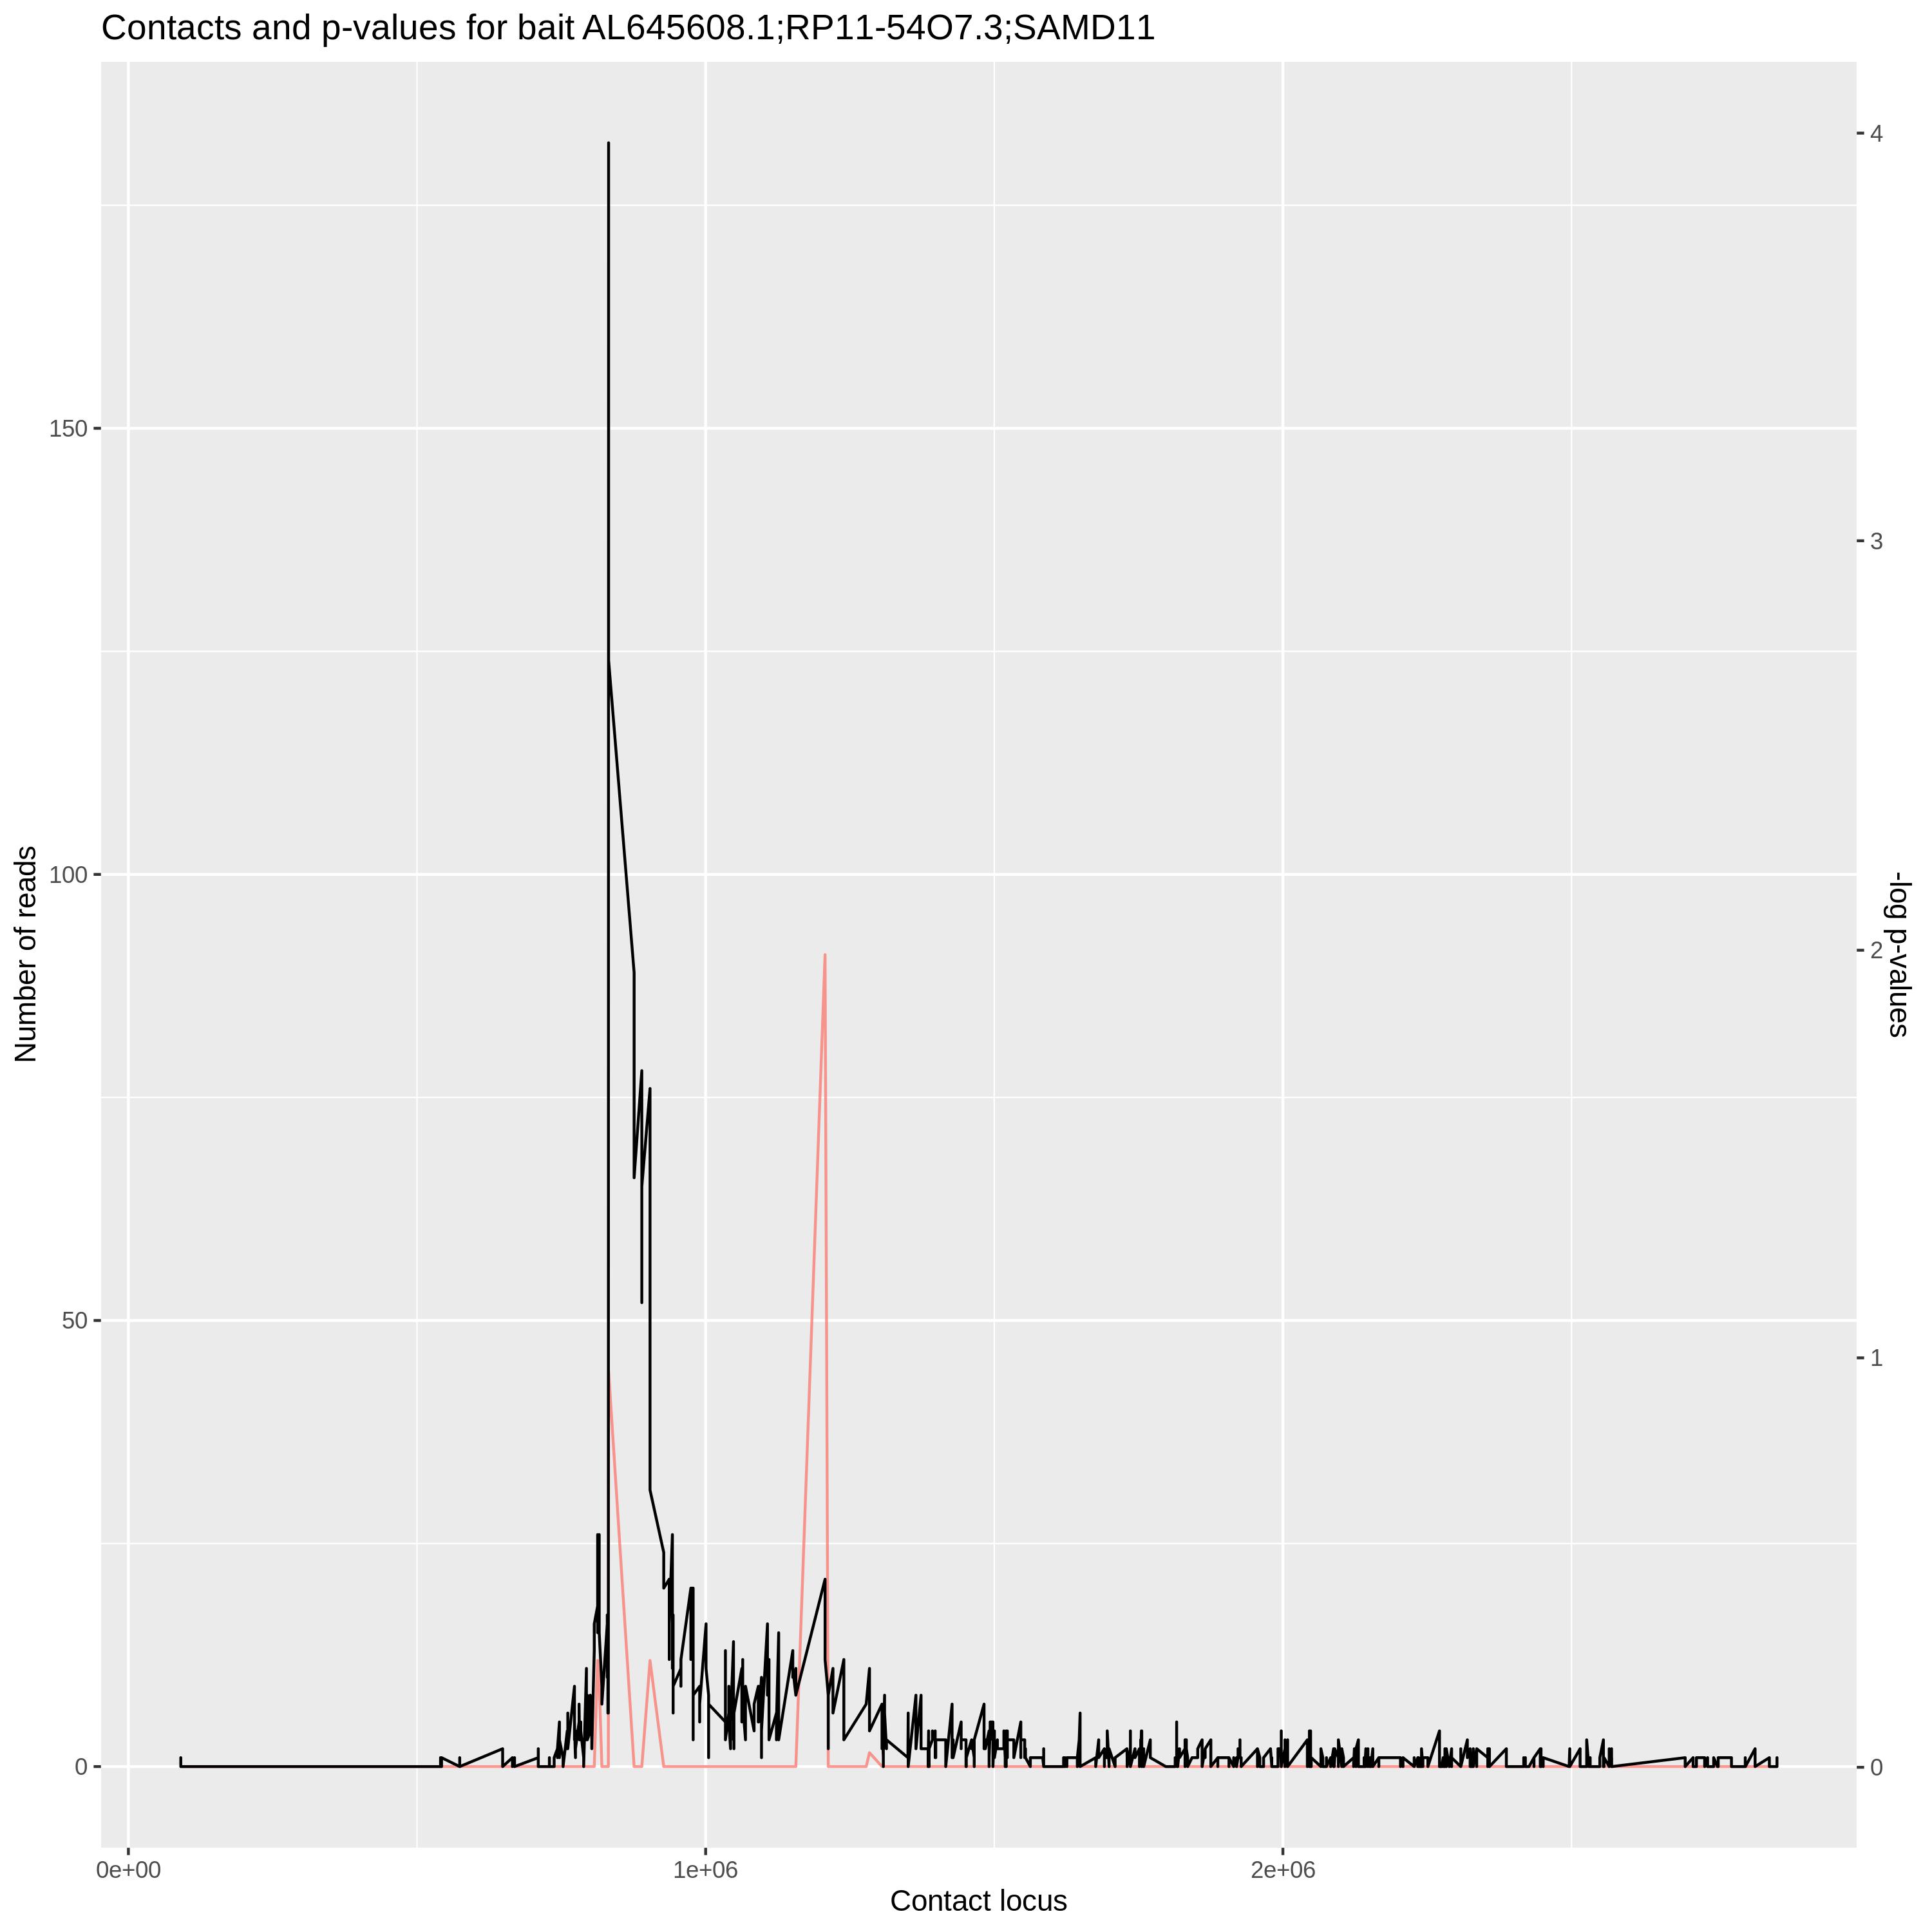 Contacts and p-values for bait AL645608.1;RP11-54O7.3;SAMD11
Number of reads
150
100
50
0
4
3
2
1
0
-log p-values
0e+00
1e+06
2e+06
Contact locus